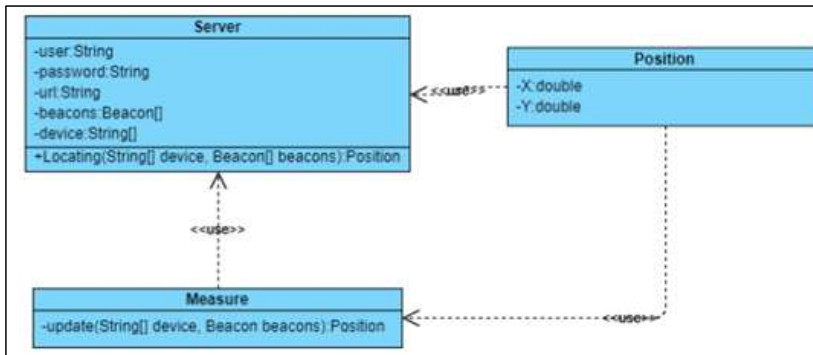 Server
-user:String
-password:String
-url:String
-beacons:Beacon[]
-device:String[]
+Locating(String[] device, Beacon[] beacons):Position
Position
-X:double
-Y:double
<<use>>
<<use>>
Measure
-update(String[] device, Beacon beacons):Position
<<use>>